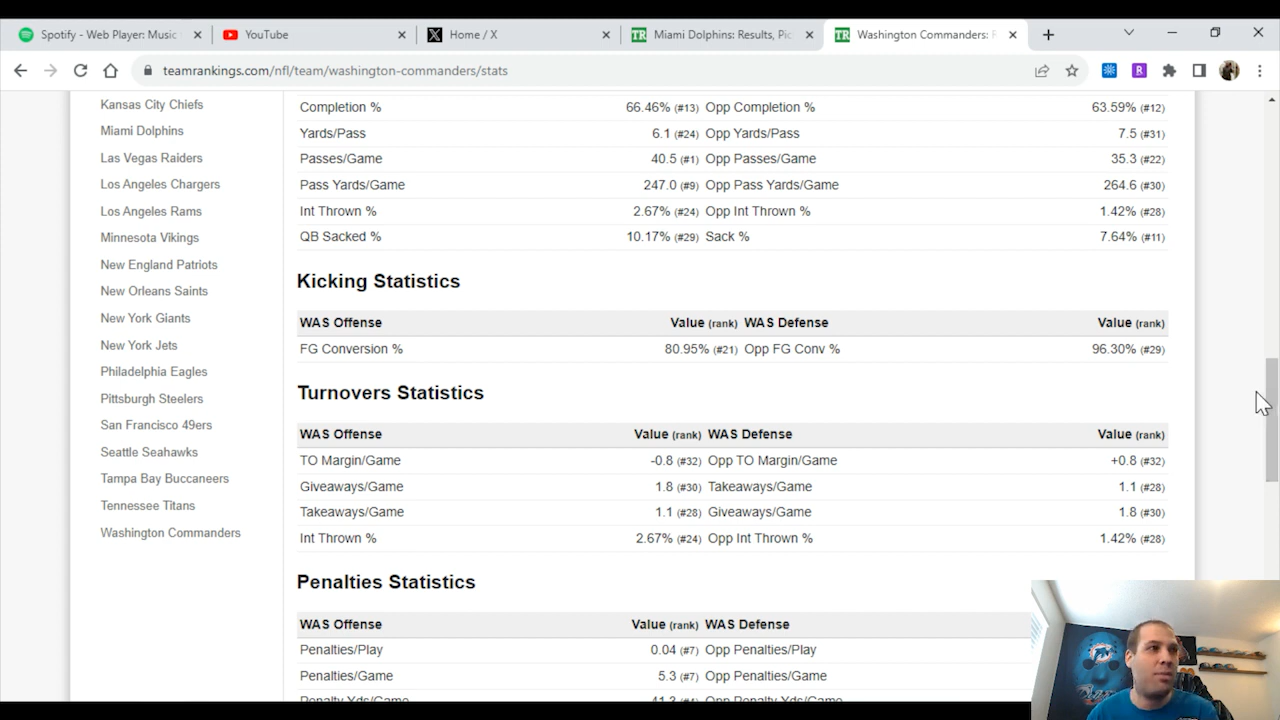 Spotify - Web Player: Music
YouTube
Home / X
Miami Dolphins: Results, Pic
Washington Commanders: R
teamrankings.com/nfl/team/washington-commanders/stats
Kansas City Chiefs
Miami Dolphins
Las Vegas Raiders
Los Angeles Chargers
Los Angeles Rams
Minnesota Vikings
New England Patriots
New Orleans Saints
New York Giants
New York Jets
Philadelphia Eagles
Pittsburgh Steelers
San Francisco 49ers
Seattle Seahawks
Tampa Bay Buccaneers
Tennessee Titans
Washington Commanders
Completion % 66.46% (#13) Opp Completion % 63.59% (#12)
Yards/Pass 6.1 (#24) Opp Yards/Pass 7.5 (#31)
Passes/Game 40.5 (#1) Opp Passes/Game 35.3 (#22)
Pass Yards/Game 247.0 (#9) Opp Pass Yards/Game 264.6 (#30)
Int Thrown % 2.67% (#24) Opp Int Thrown % 1.42% (#28)
QB Sacked % 10.17% (#29) Sack % 7.64% (#11)
Kicking Statistics
WAS Offense Value (rank) WAS Defense Value (rank)
FG Conversion % 80.95% (#21) Opp FG Conv % 96.30% (#29)
Turnovers Statistics
WAS Offense Value (rank) WAS Defense Value (rank)
TO Margin/Game -0.8 (#32) Opp TO Margin/Game +0.8 (#32)
Giveaways/Game 1.8 (#30) Takeaways/Game 1.1 (#28)
Takeaways/Game 1.1 (#28) Giveaways/Game 1.8 (#30)
Int Thrown % 2.67% (#24) Opp Int Thrown % 1.42% (#28)
Penalties Statistics
WAS Offense Value (rank) WAS Defense
Penalties/Play 0.04 (#7) Opp Penalties/Play
Penalties/Game 5.3 (#7) Opp Penalties/Game
Penalty Yds/Game 41.3 Opp Penalty Yds/Game